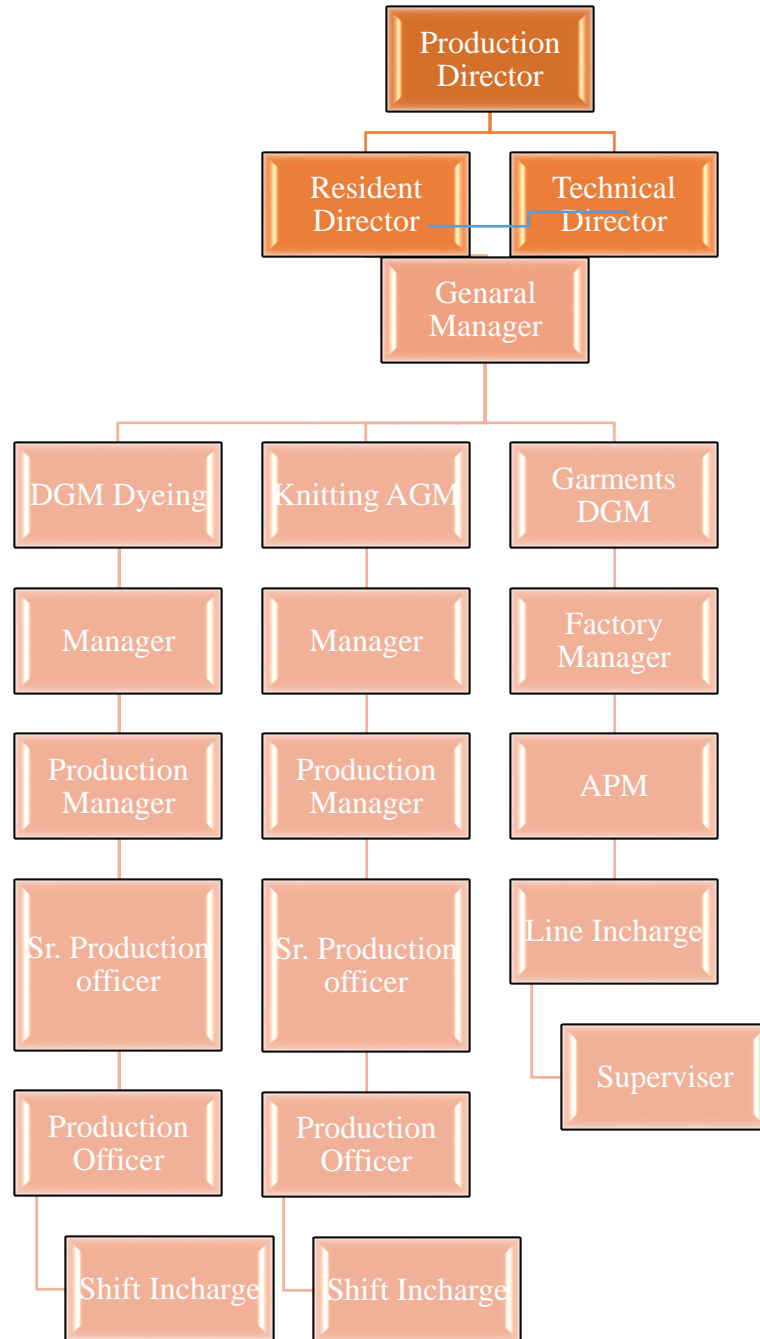 Production
Director
Resident
Director
Technical
Director
Genaral
Manager
DGM Dyeing
Knitting AGM
Garments
DGM
Manager
Manager
Factory
Manager
Production
Manager
Production
Manager
APM
Sr. Production
officer
Sr. Production
officer
Line Incharge
Production
Officer
Production
Officer
Superviser
Shift Incharge
Shift Incharge